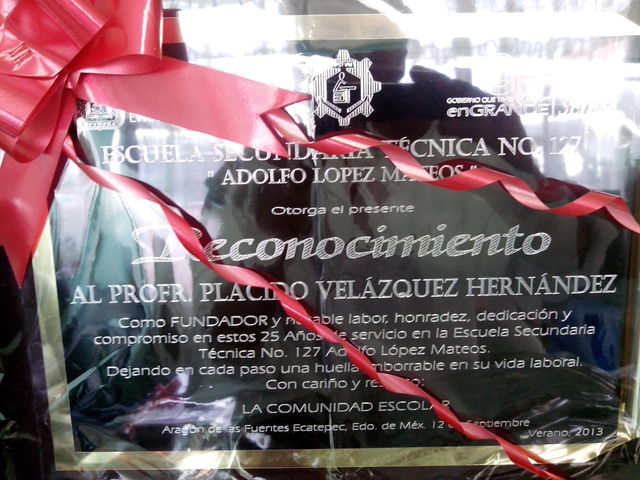 GOBIERNO QUE
enGRANDE
ESCUELA SECUNDARIA TÉCNICA NO. 127
" ADOLFO LOPEZ MATEOS "
Otorga el presente
Reconocimiento
AL PROFR. PLACIDO VELÁZQUEZ HERNÁNDEZ
Como FUNDADOR y notable labor, honradez, dedicación y
compromiso en estos 25 Años de servicio en la Escuela Secundaria
Técnica No. 127 Adolfo López Mateos.
Dejando en cada paso una huella imborrable en su vida laboral.
Con cariño y respeto:
LA COMUNIDAD ESCOLAR
Aragón de las Fuentes Ecatepec, Edo. de Méx. 12 de Septiembre
Verano, 2013